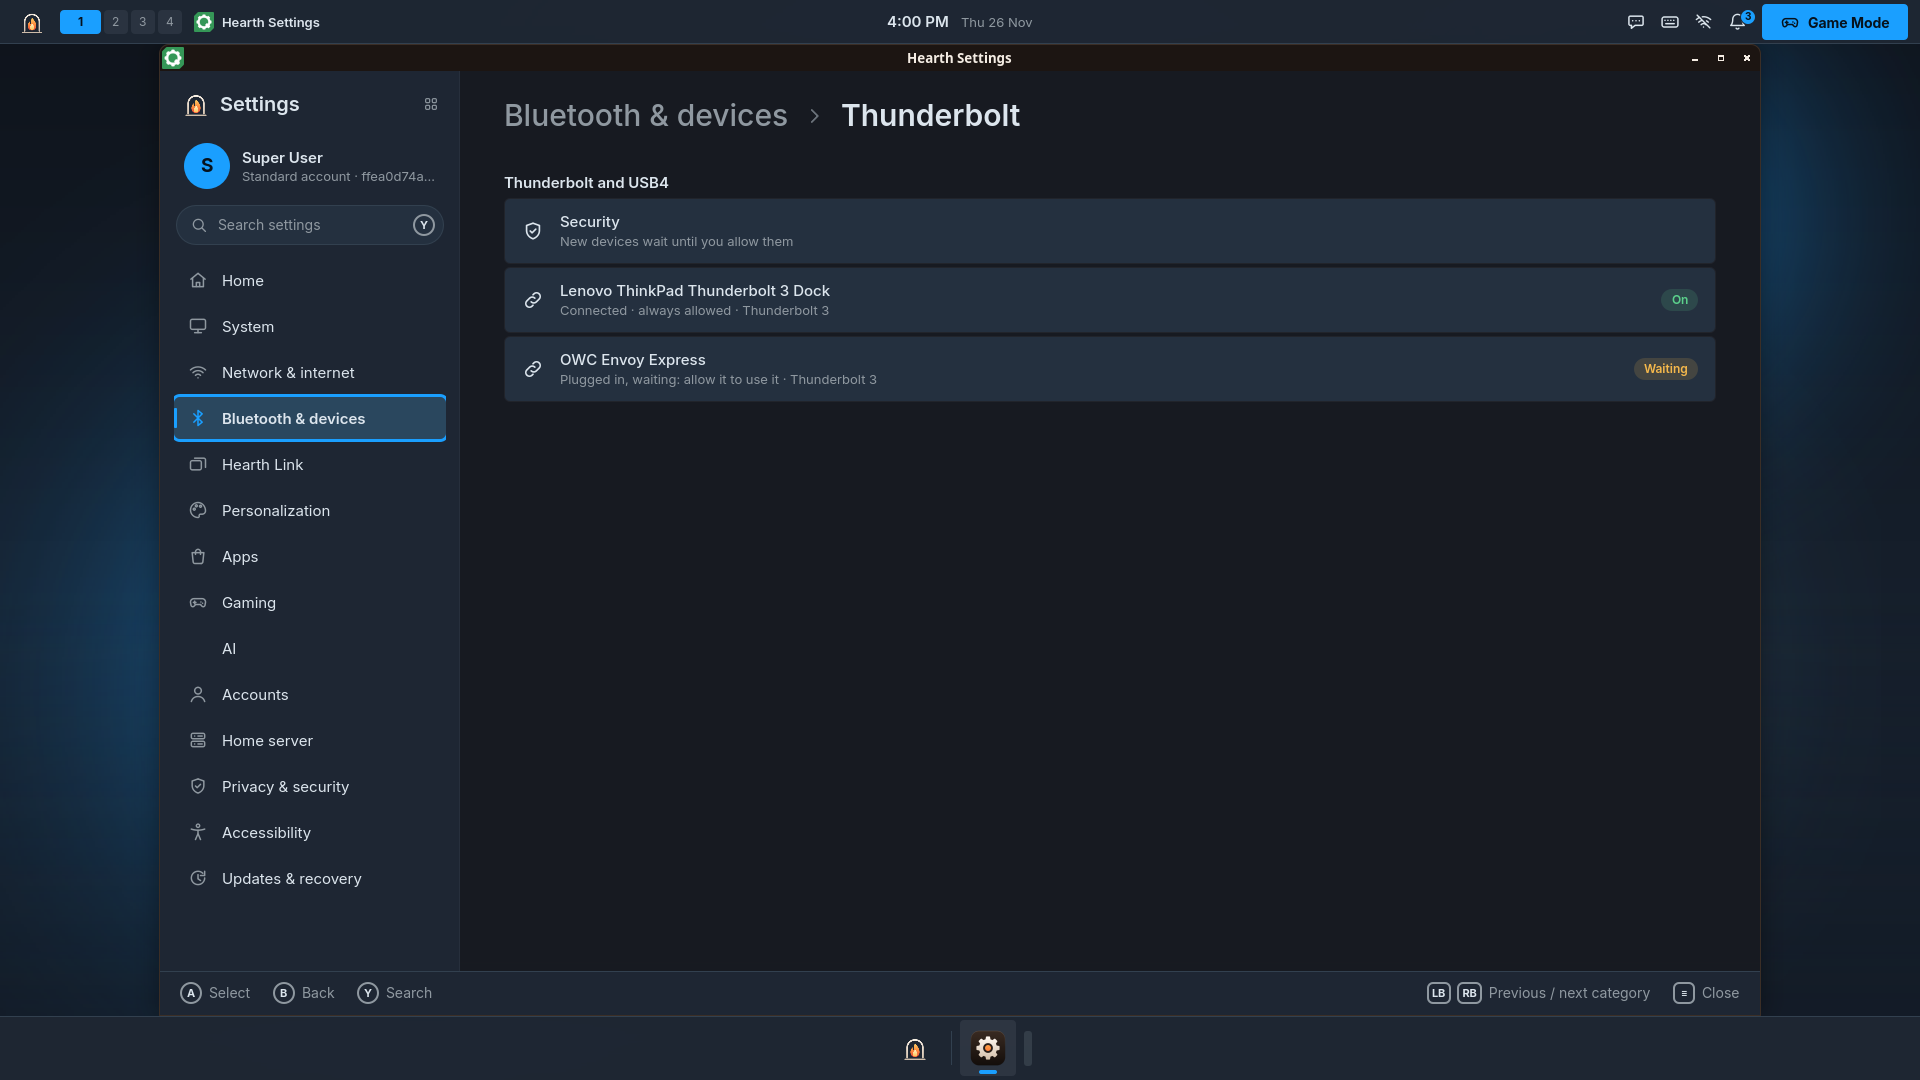 1
2
3
4
Hearth Settings
4:00 PM
Thu 26 Nov
3
Game Mode
Hearth Settings
Settings
S
Super User
Standard account · ffea0d74a...
Search settings
Y
Home
System
Network & internet
Bluetooth & devices
Hearth Link
Personalization
Apps
Gaming
AI
Accounts
Home server
Privacy & security
Accessibility
Updates & recovery
Bluetooth & devices > Thunderbolt
Thunderbolt and USB4
Security
New devices wait until you allow them
Lenovo ThinkPad Thunderbolt 3 Dock
Connected · always allowed · Thunderbolt 3
On
OWC Envoy Express
Plugged in, waiting: allow it to use it · Thunderbolt 3
Waiting
A Select
B Back
Y Search
LB RB Previous / next category
≡ Close